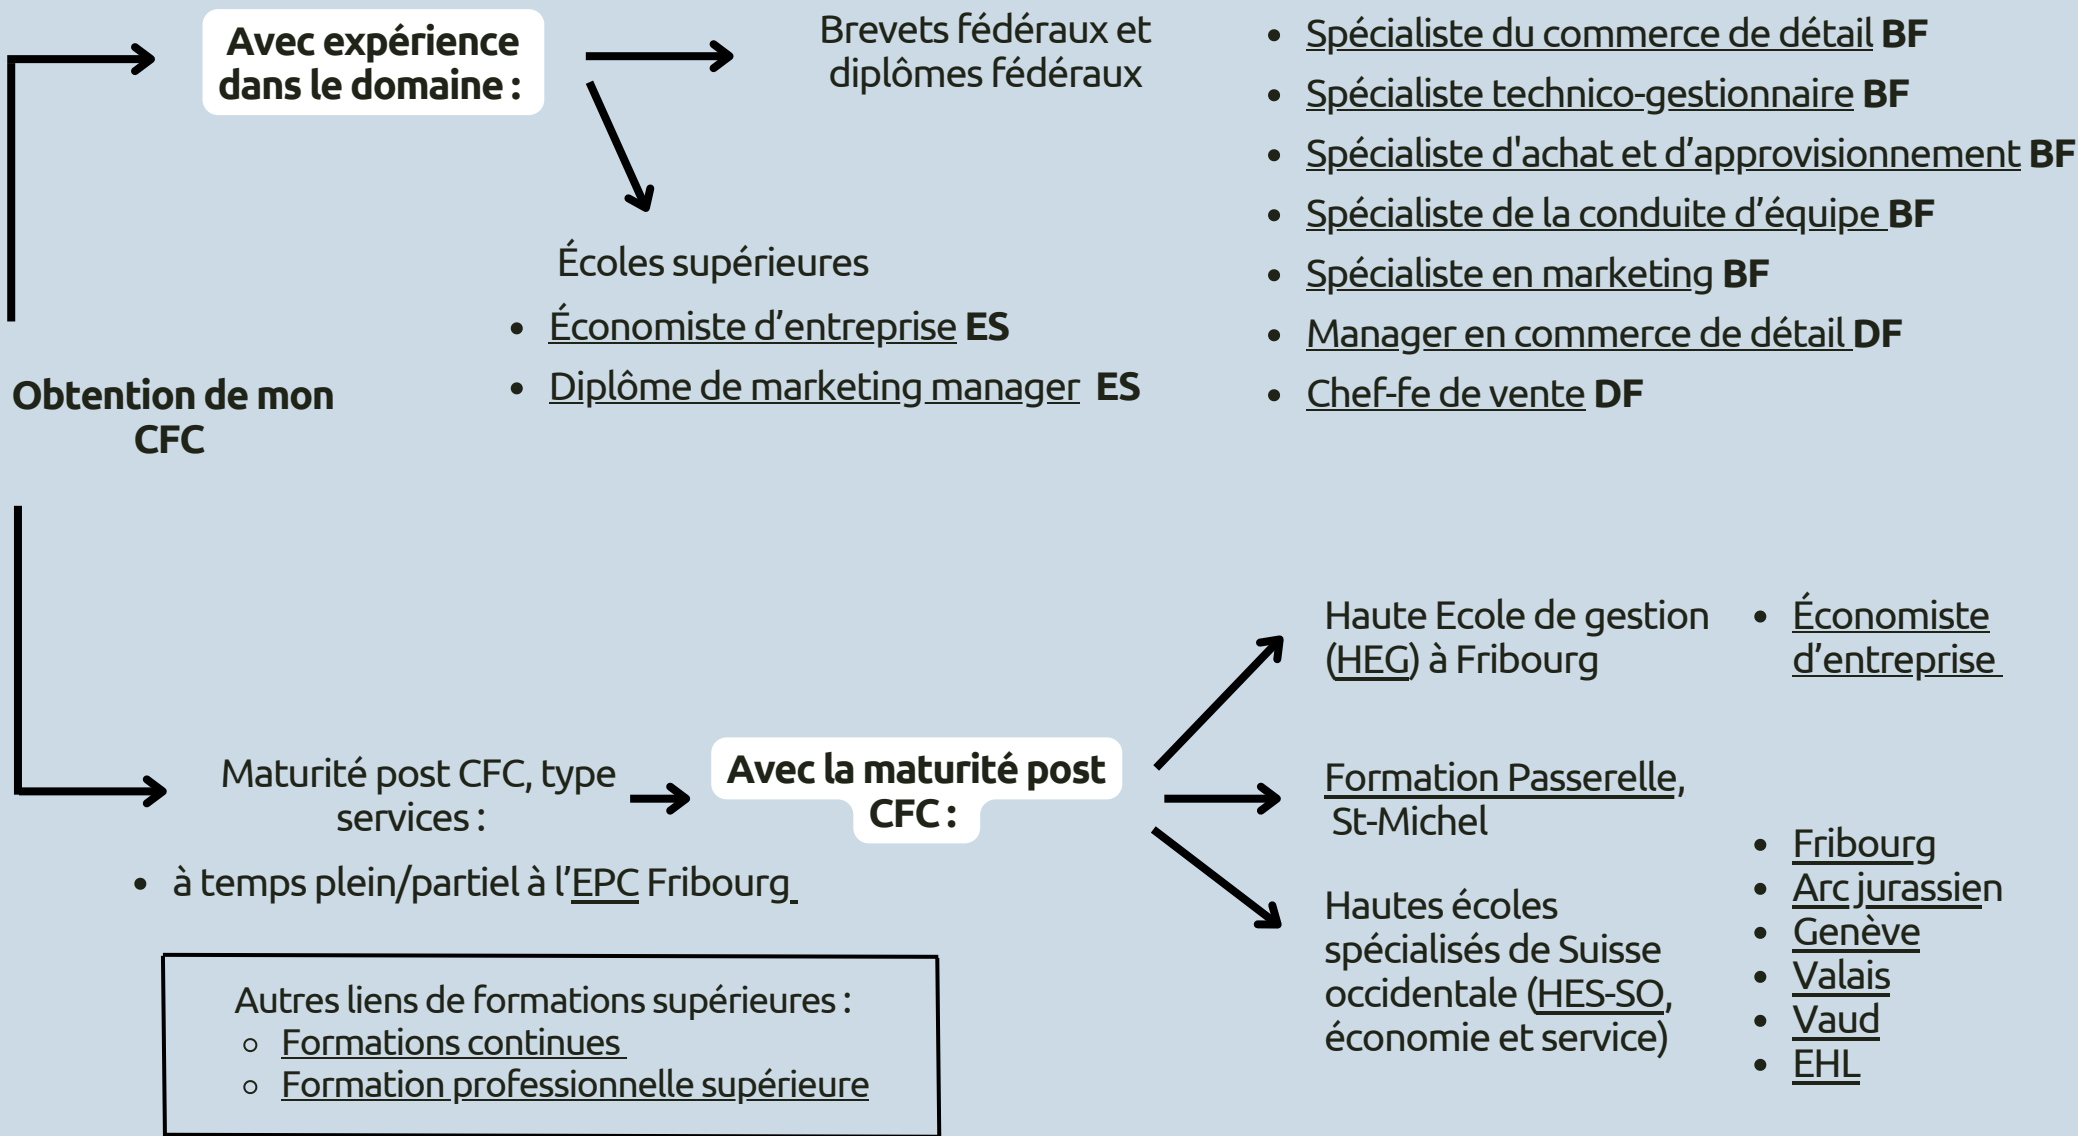 Avec expérience
dans le domaine :
Brevets fédéraux et
diplômes fédéraux
• Spécialiste du commerce de détail BF
• Spécialiste technico-gestionnaire BF
• Spécialiste d'achat et d’approvisionnement BF
• Spécialiste de la conduite d’équipe BF
• Spécialiste en marketing BF
• Manager en commerce de détail DF
• Chef-fe de vente DF
Écoles supérieures
• Économiste d’entreprise ES
• Diplôme de marketing manager ES
Obtention de mon
CFC
Maturité post CFC, type
services :
• à temps plein/partiel à l’EPC Fribourg
Avec la maturité post
CFC :
Haute Ecole de gestion
(HEG) à Fribourg
• Économiste
d’entreprise
Formation Passerelle,
St-Michel
Hautes écoles
spécialisés de Suisse
occidentale (HES-SO,
économie et service)
• Fribourg
• Arc jurassien
• Genève
• Valais
• Vaud
• EHL
Autres liens de formations supérieures :
◦ Formations continues
◦ Formation professionnelle supérieure